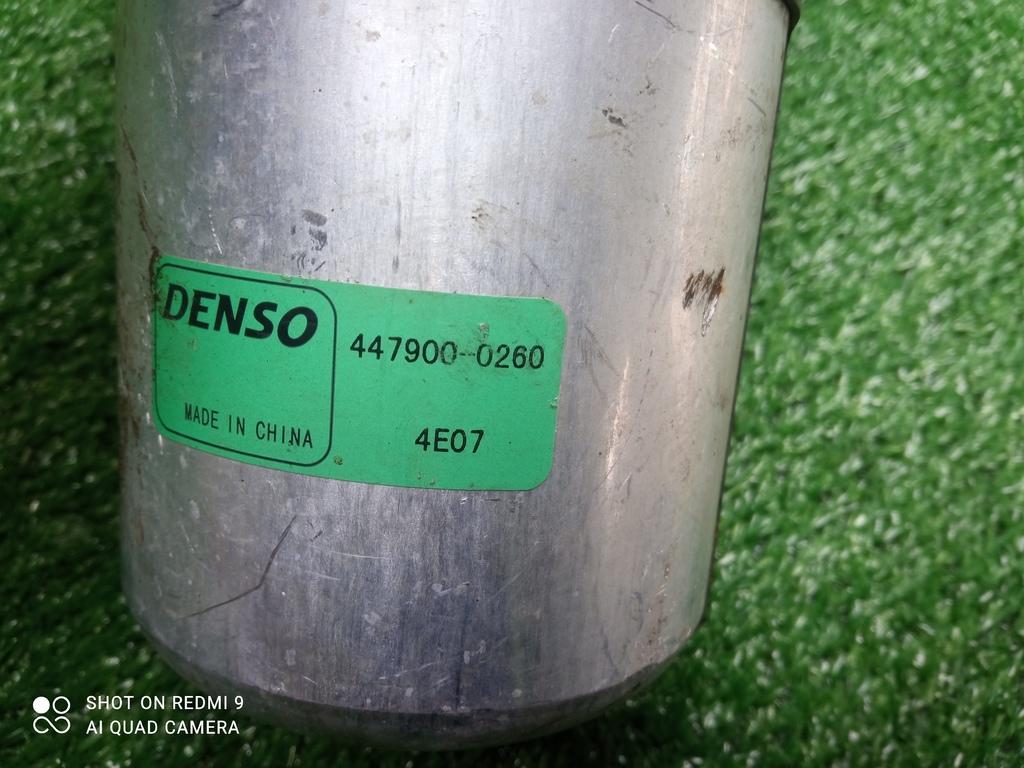 DENSO
447900-0260
MADE IN CHINA
4E07
SHOT ON REDMI 9
AI QUAD CAMERA